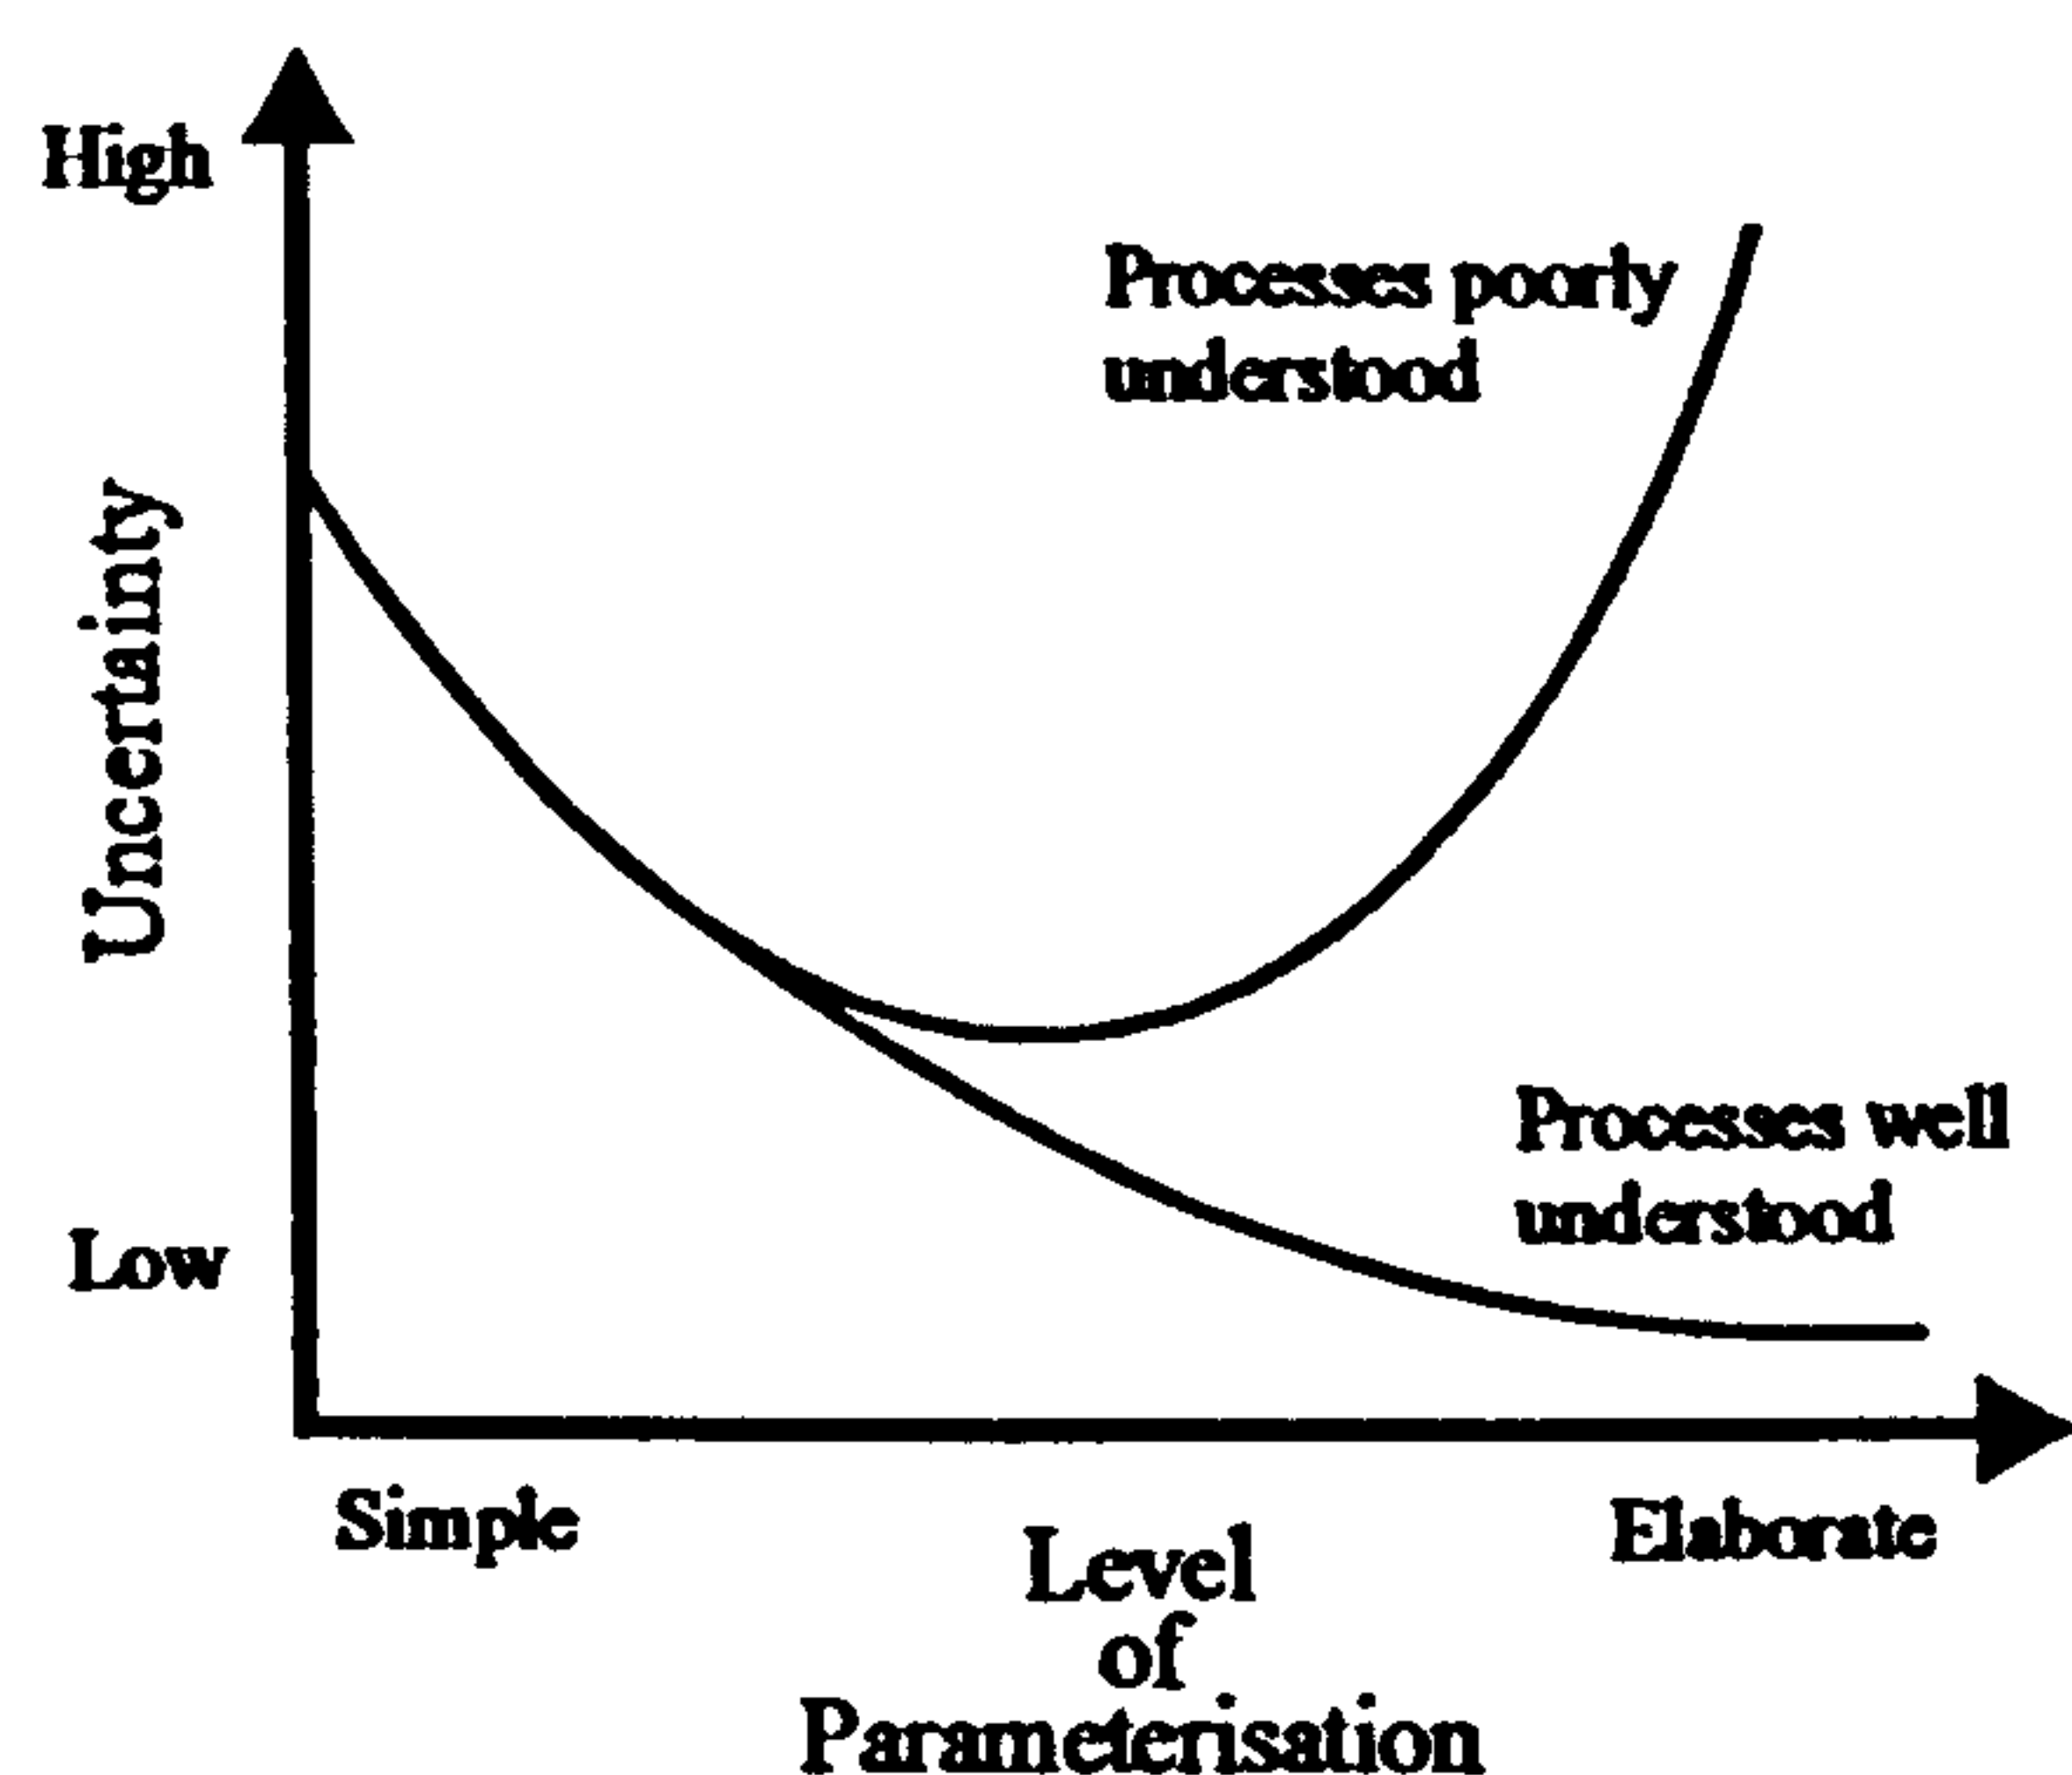 High
Processes poorly
understood
Uncertainty
Processes well
understood
Low
Simple
Elaborate
Level
of
Parameterisation